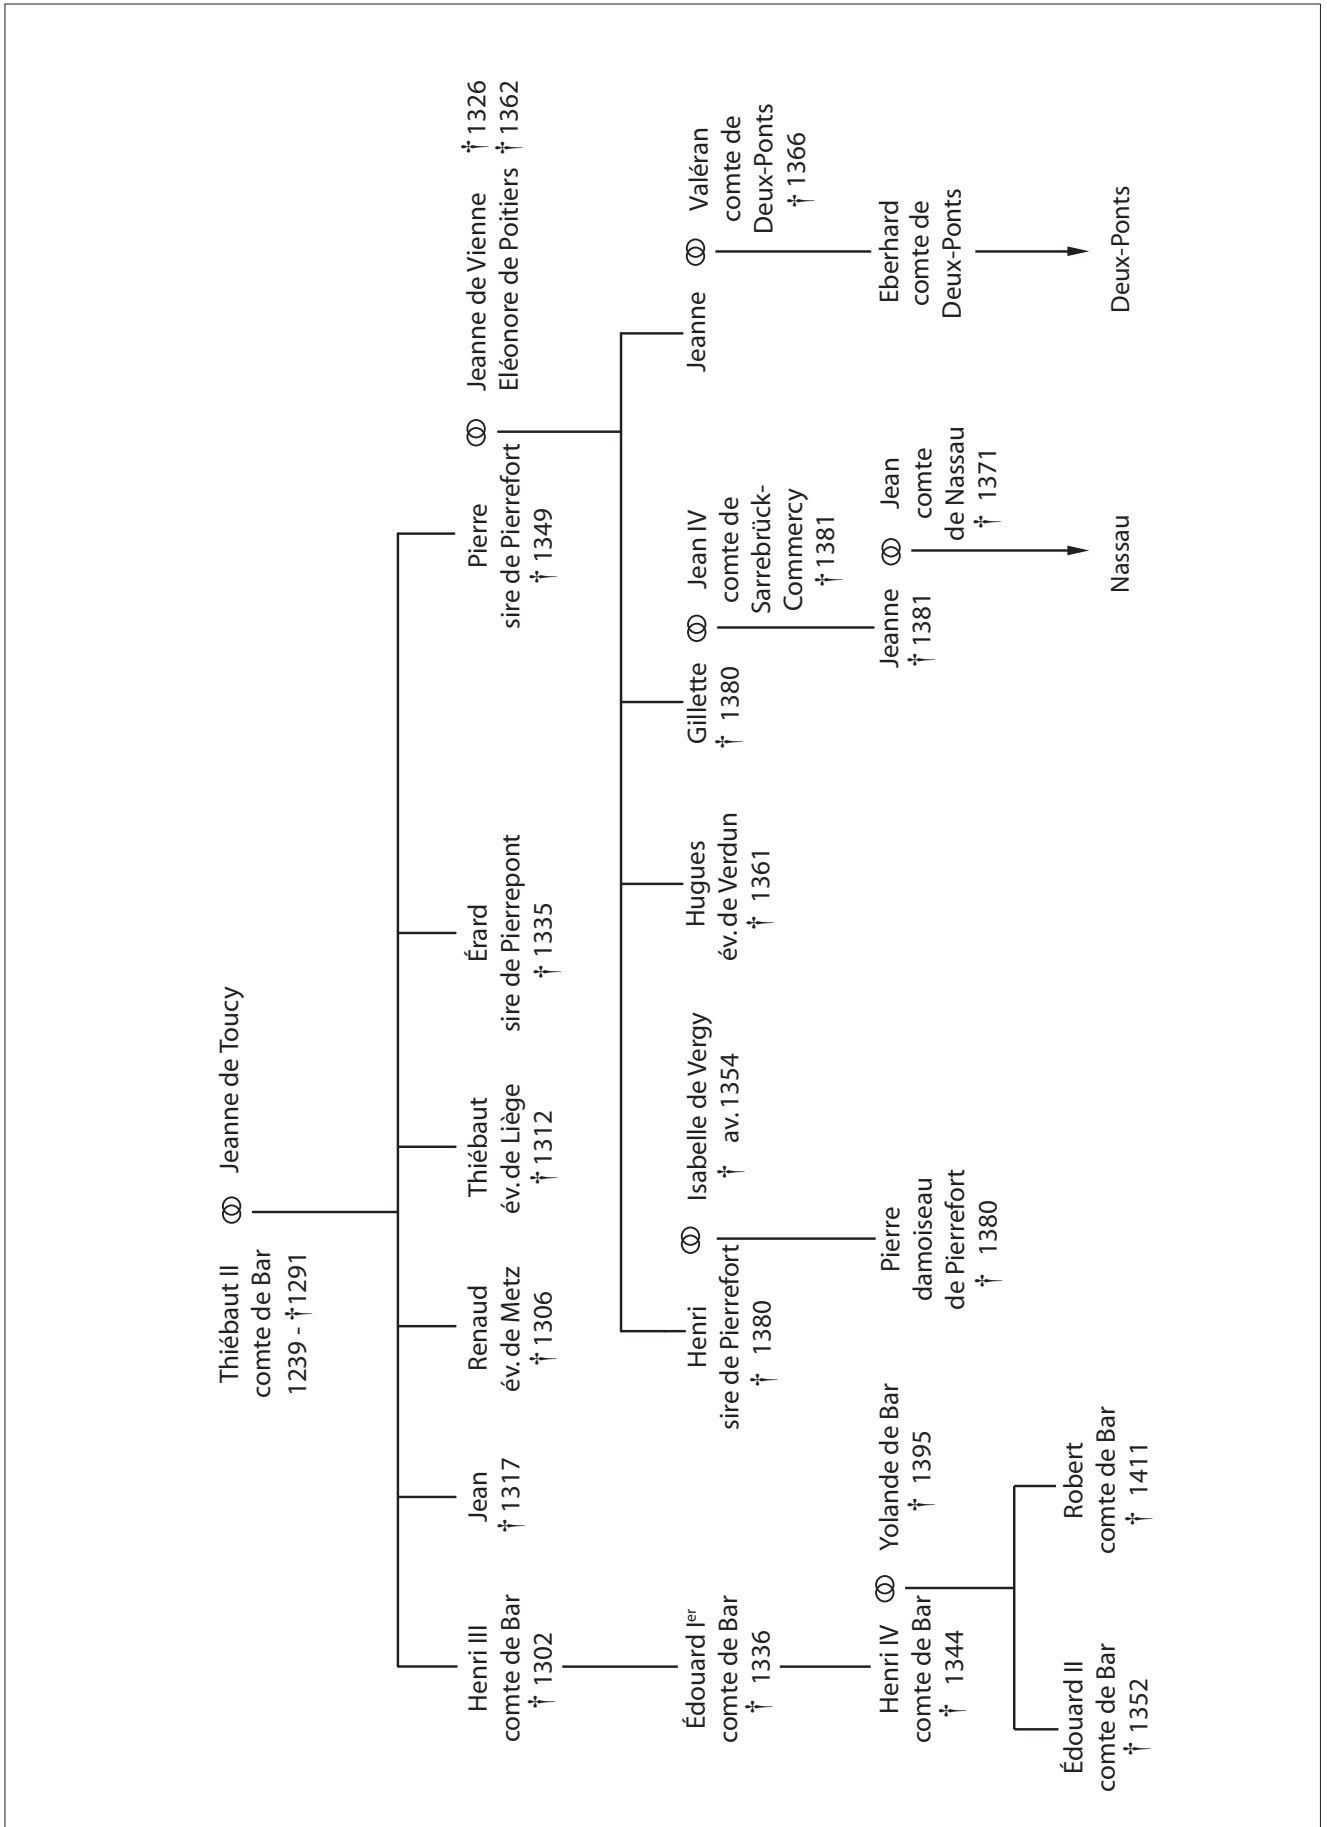 Thiébaut II
comte de Bar
1239 - †1291
Jeanne de Toucy
Henri III
comte de Bar
† 1302
Jean
† 1317
Renaud
év. de Metz
† 1306
Thiébaut
év. de Liège
† 1312
Érard
sire de Pierrepont
† 1335
Pierre
sire de Pierrefort
† 1349
Jeanne de Vienne † 1326
Eléonore de Poitiers † 1362
Édouard Ier
comte de Bar
† 1336
Henri
sire de Pierrefort
† 1380
Isabelle de Vergy
† av. 1354
Hugues
év. de Verdun
† 1361
Gillette
† 1380
Jean IV
comte de
Sarrebrück-
Commercy
† 1381
Jeanne
Valéran
comte de
Deux-Ponts
† 1366
Henri IV
comte de Bar
† 1344
Yolande de Bar
† 1395
Pierre
damoiseau
de Pierrefort
† 1380
Jeanne
† 1381
Jean
comte
de Nassau
† 1371
Eberhard
comte de
Deux-Ponts
Édouard II
comte de Bar
† 1352
Robert
comte de Bar
† 1411
Nassau
Deux-Ponts